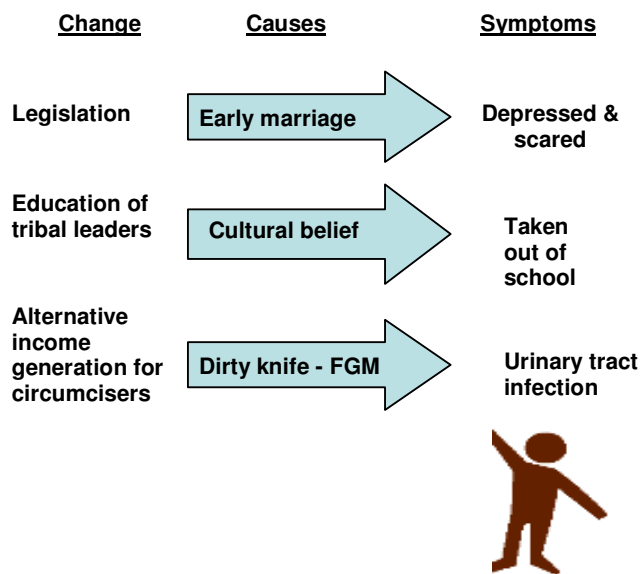 Change Causes Symptoms
Legislation
Early marriage
Depressed &
scared
Education of
tribal leaders
Cultural belief
Taken
out of
school
Alternative
income
generation for
circumcisers
Dirty knife - FGM
Urinary tract
infection